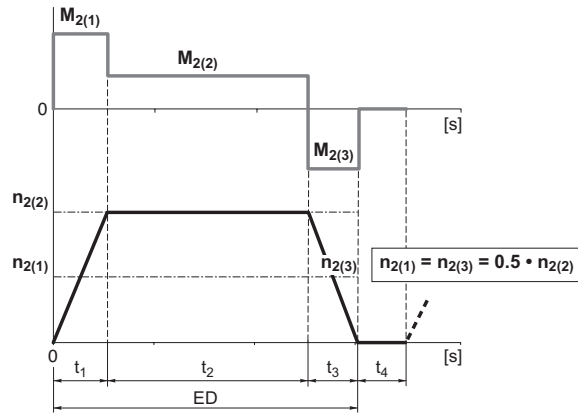 M2(1)
M2(2)
0
[s]
M2(3)
n2(2)
n2(1)
n2(3)
n2(1) = n2(3) = 0.5 • n2(2)
0
[s]
t1
t2
t3
t4
ED